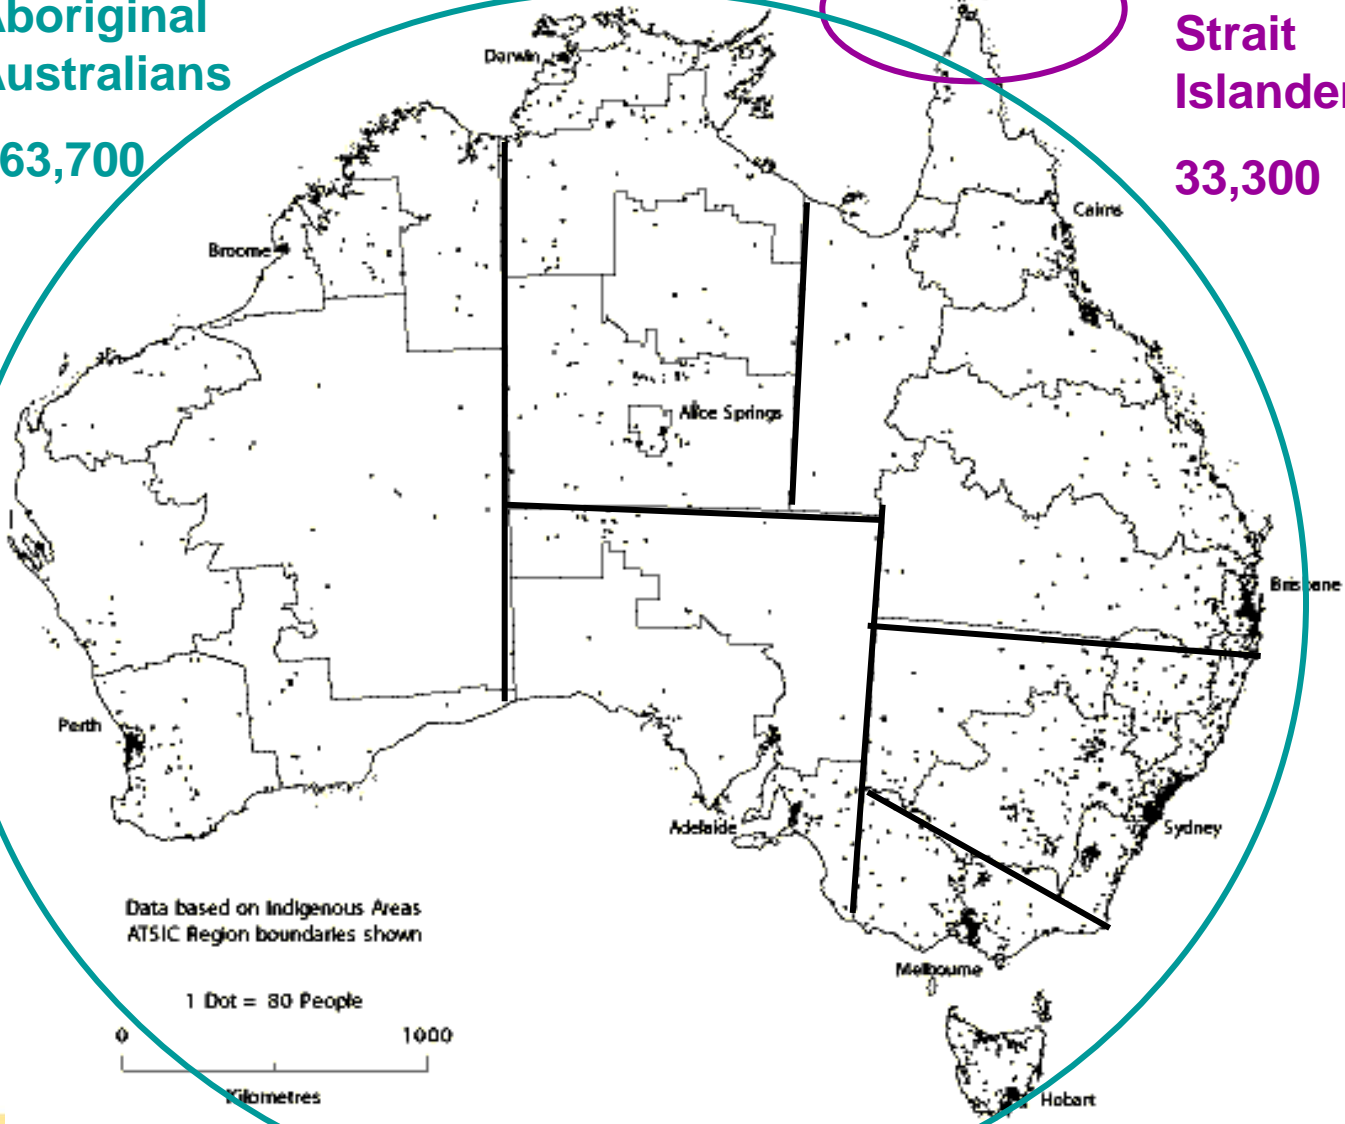 Aboriginal
Australians
63,700
Strait
Islander
33,300
Darwin
Cairns
Broome
Alice Springs
Brisbane
Perth
Adelaide
Sydney
Melbourne
Hobart
Data based on Indigenous Areas
ATSIC Region boundaries shown
1 Dot = 80 People
0 1000
Kilometres